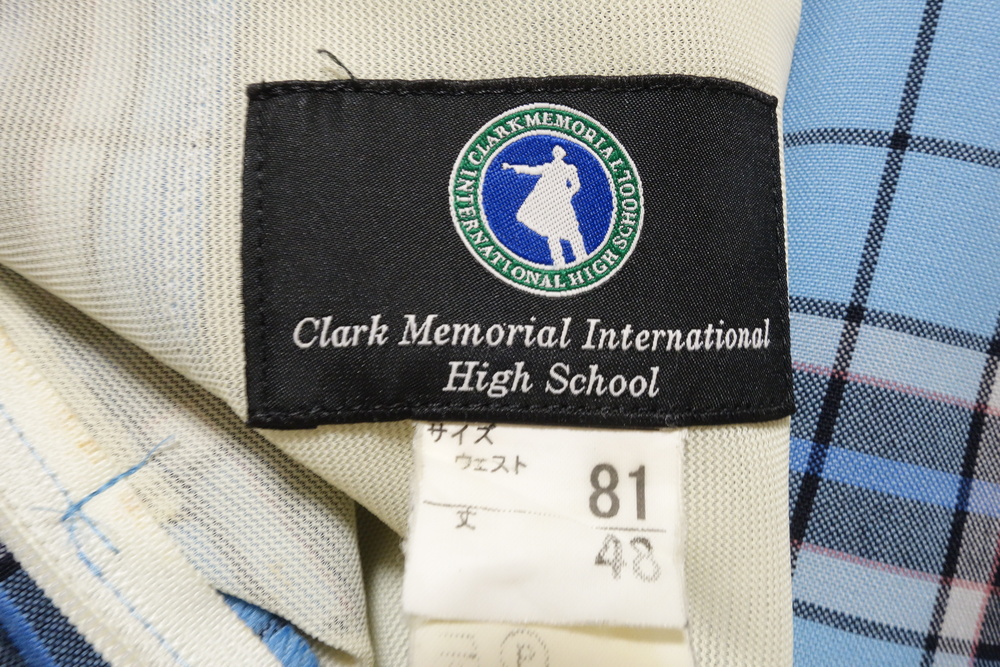 CLARK MEMORIAL INTERNATIONAL HIGH SCHOOL
Clark Memorial International
High School
サイズ
ウェスト 81
丈 48
P